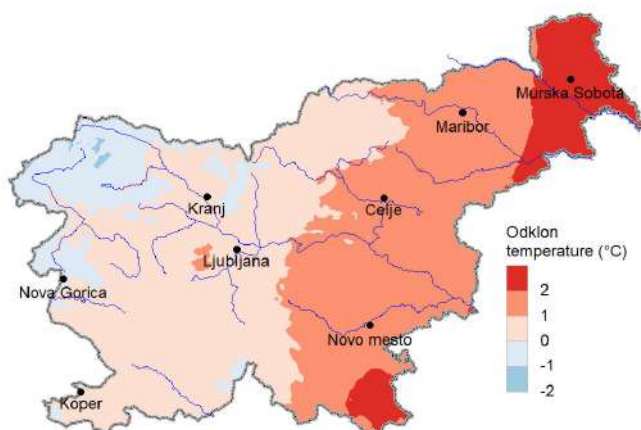 Murska Sobota
Maribor
Kranj
Celje
Ljubljana
Nova Gorica
Novo mesto
Koper
Odklon
temperature (°C)
2
1
0
-1
-2